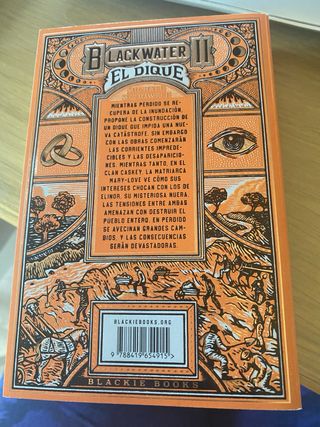 BLACKWATER II
EL DIQUE
MIENTRAS PERDIDO SE RE-
CUPERA DE LA INUNDACIÓN,
PROPONE LA CONSTRUCCIÓN DE
UN DIQUE QUE IMPIDA UNA NUE-
VA CATÁSTROFE. SIN EMBARGO
CON LAS OBRAS COMENZARÁN
LAS CORRIENTES IMPREDE-
CIBLES Y LAS DESAPARICIO-
NES. MIENTRAS TANTO, EN EL
CLAN CASKEY, LA MATRIARCA
MARY-LOVE VE CÓMO SUS
INTERESES CHOCAN CON LOS DE
ELINOR, SU MISTERIOSA NUERA.
LAS TENSIONES ENTRE AMBAS
AMENAZAN CON DESTRUIR EL
PUEBLO ENTERO. EN PERDIDO
SE AVECINAN GRANDES CAM-
BIOS, Y LAS CONSECUENCIAS
SERÁN DEVASTADORAS.
BLACKIEBOOKS.ORG
9 788419 654915 >
BLACKIE BOOKS